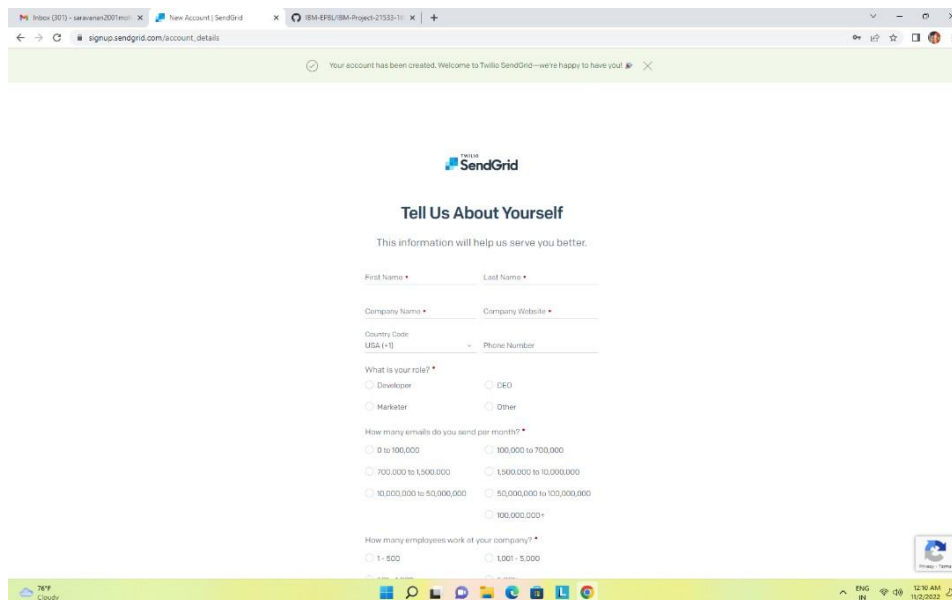 Inbox (301) - saravanan2001mol
New Account | SendGrid
IBM-EPBL/IBM-Project-21533-16
signup.sendgrid.com/account_details
Your account has been created. Welcome to Twilio SendGrid—we're happy to have you! 🎉
TWILIO
SendGrid
Tell Us About Yourself
This information will help us serve you better.
First Name • Last Name •
Company Name • Company Website •
Country Code
USA (+1) Phone Number
What is your role? •
Developer CEO
Marketer Other
How many emails do you send per month? •
0 to 100,000 100,000 to 700,000
700,000 to 1,500,000 1,500,000 to 10,000,000
10,000,000 to 50,000,000 50,000,000 to 100,000,000
100,000,000+
How many employees work at your company? •
1 - 500 1,001 - 5,000
Privacy - Terms
76°F
Cloudy
ENG
IN
12:10 AM
11/2/2022